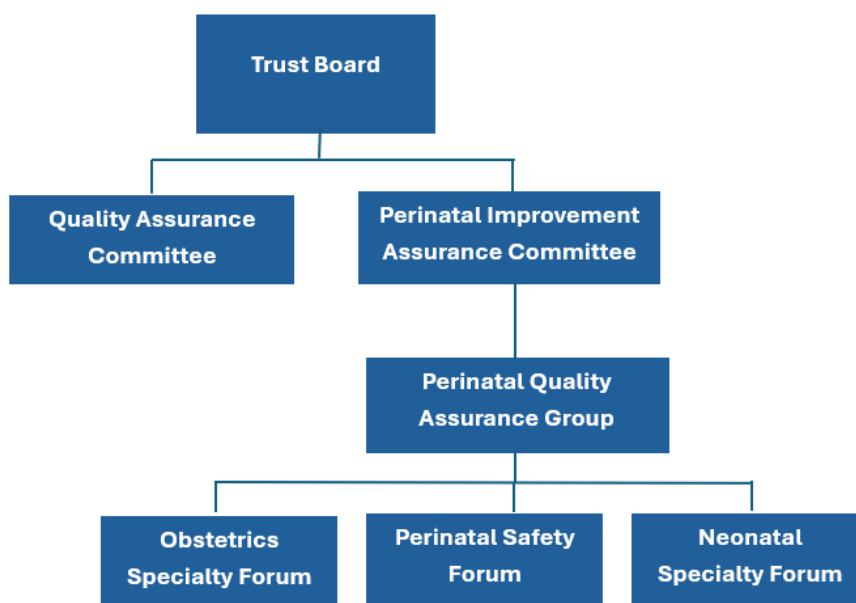 Trust Board
Quality Assurance
Committee
Perinatal Improvement
Assurance Committee
Perinatal Quality
Assurance Group
Obstetrics
Specialty Forum
Perinatal Safety
Forum
Neonatal
Specialty Forum